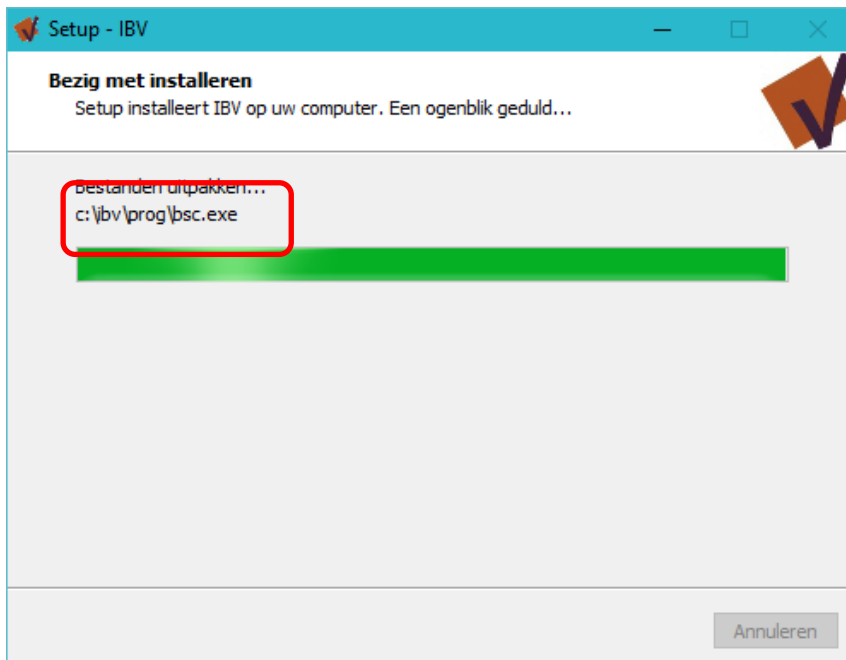 Setup - IBV
Bezig met installeren
Setup installeert IBV op uw computer. Een ogenblik geduld...
Bestanden uitpakken...
c:\ibv\prog\bsc.exe
Annuleren